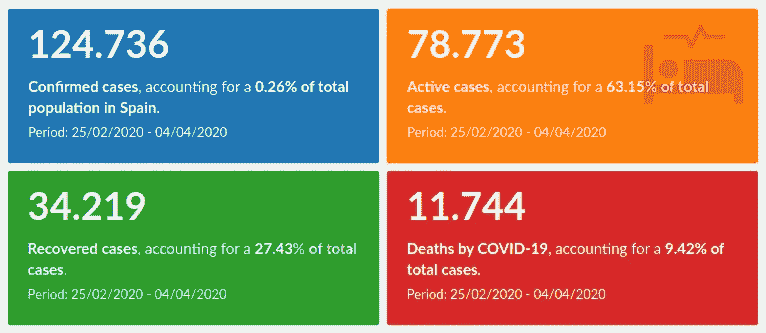 124.736
Confirmed cases, accounting for a 0.26% of total
population in Spain.
Period: 25/02/2020 - 04/04/2020
78.773
Active cases, accounting for a 63.15% of total
cases.
Period: 25/02/2020 - 04/04/2020
34.219
Recovered cases, accounting for a 27.43% of total
cases.
Period: 25/02/2020 - 04/04/2020
11.744
Deaths by COVID-19, accounting for a 9.42% of
total cases.
Period: 25/02/2020 - 04/04/2020